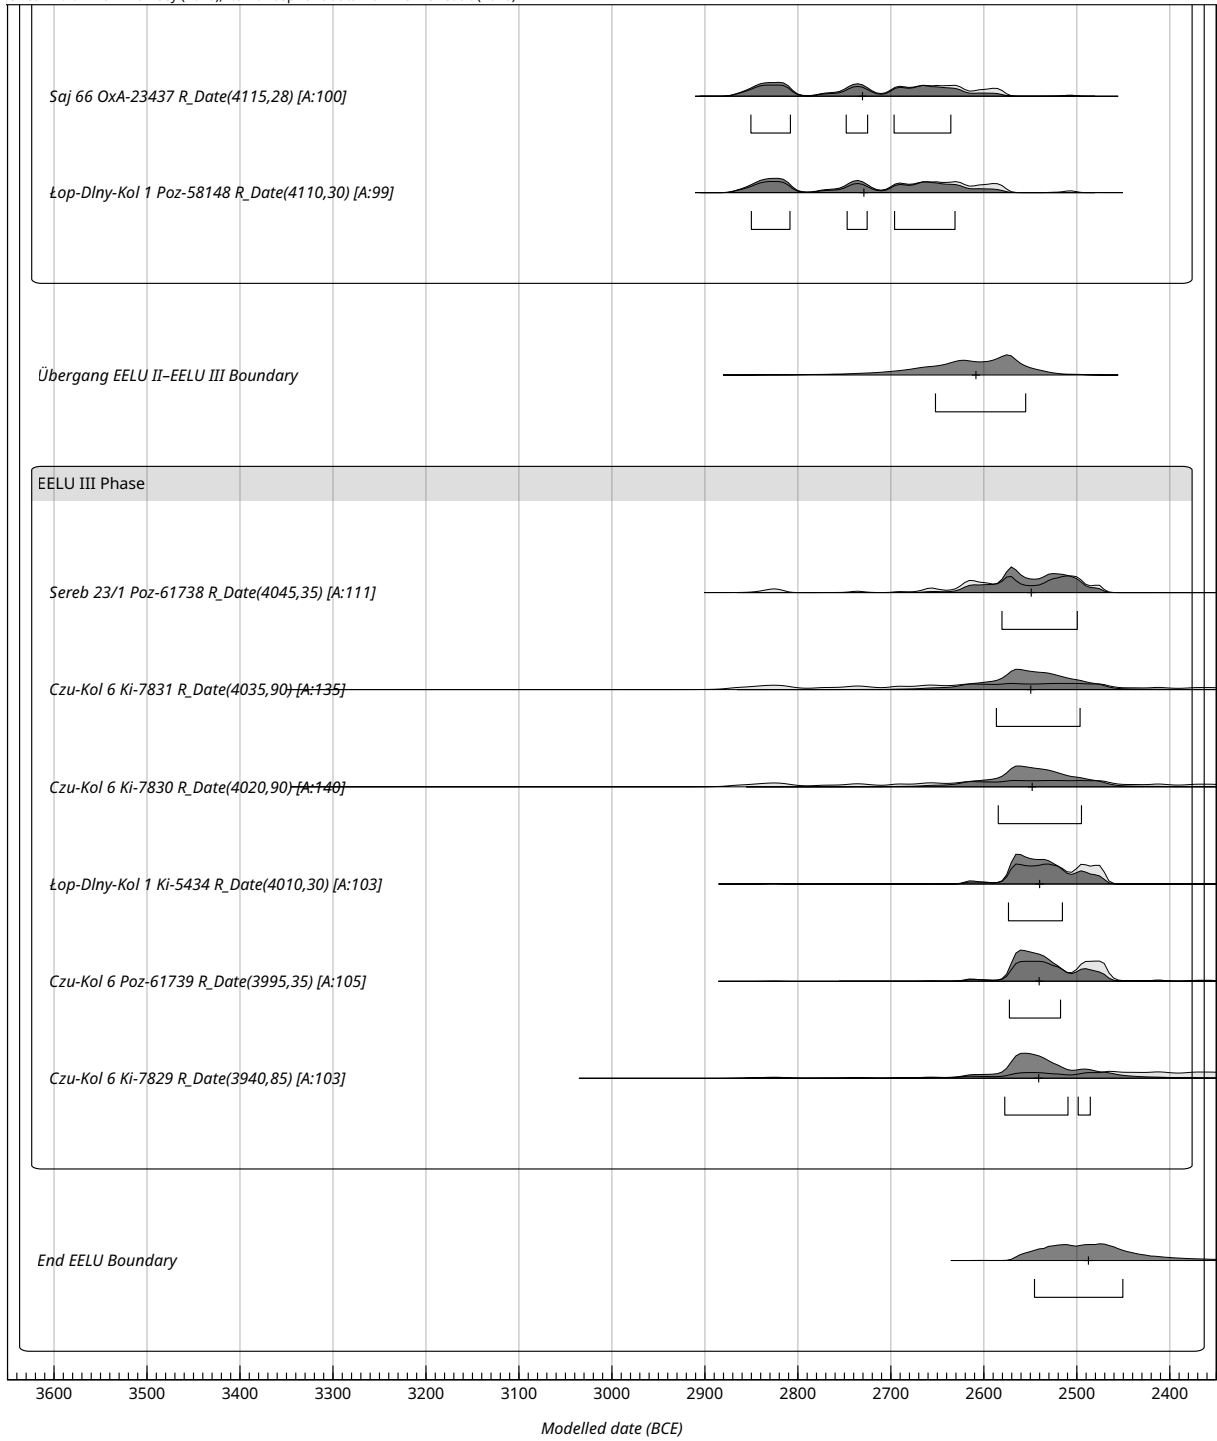 Saj 66 OxA-23437 R_Date(4115,28) [A:100]
Łop-Dlny-Kol 1 Poz-58148 R_Date(4110,30) [A:99]
Übergang EELU II–EELU III Boundary
EELU III Phase
Sereb 23/1 Poz-61738 R_Date(4045,35) [A:111]
Czu-Kol 6 Ki-7831 R_Date(4035,90) [A:135]
Czu-Kol 6 Ki-7830 R_Date(4020,90) [A:140]
Łop-Dlny-Kol 1 Ki-5434 R_Date(4010,30) [A:103]
Czu-Kol 6 Poz-61739 R_Date(3995,35) [A:105]
Czu-Kol 6 Ki-7829 R_Date(3940,85) [A:103]
End EELU Boundary
3600 3500 3400 3300 3200 3100 3000 2900 2800 2700 2600 2500 2400
Modelled date (BCE)